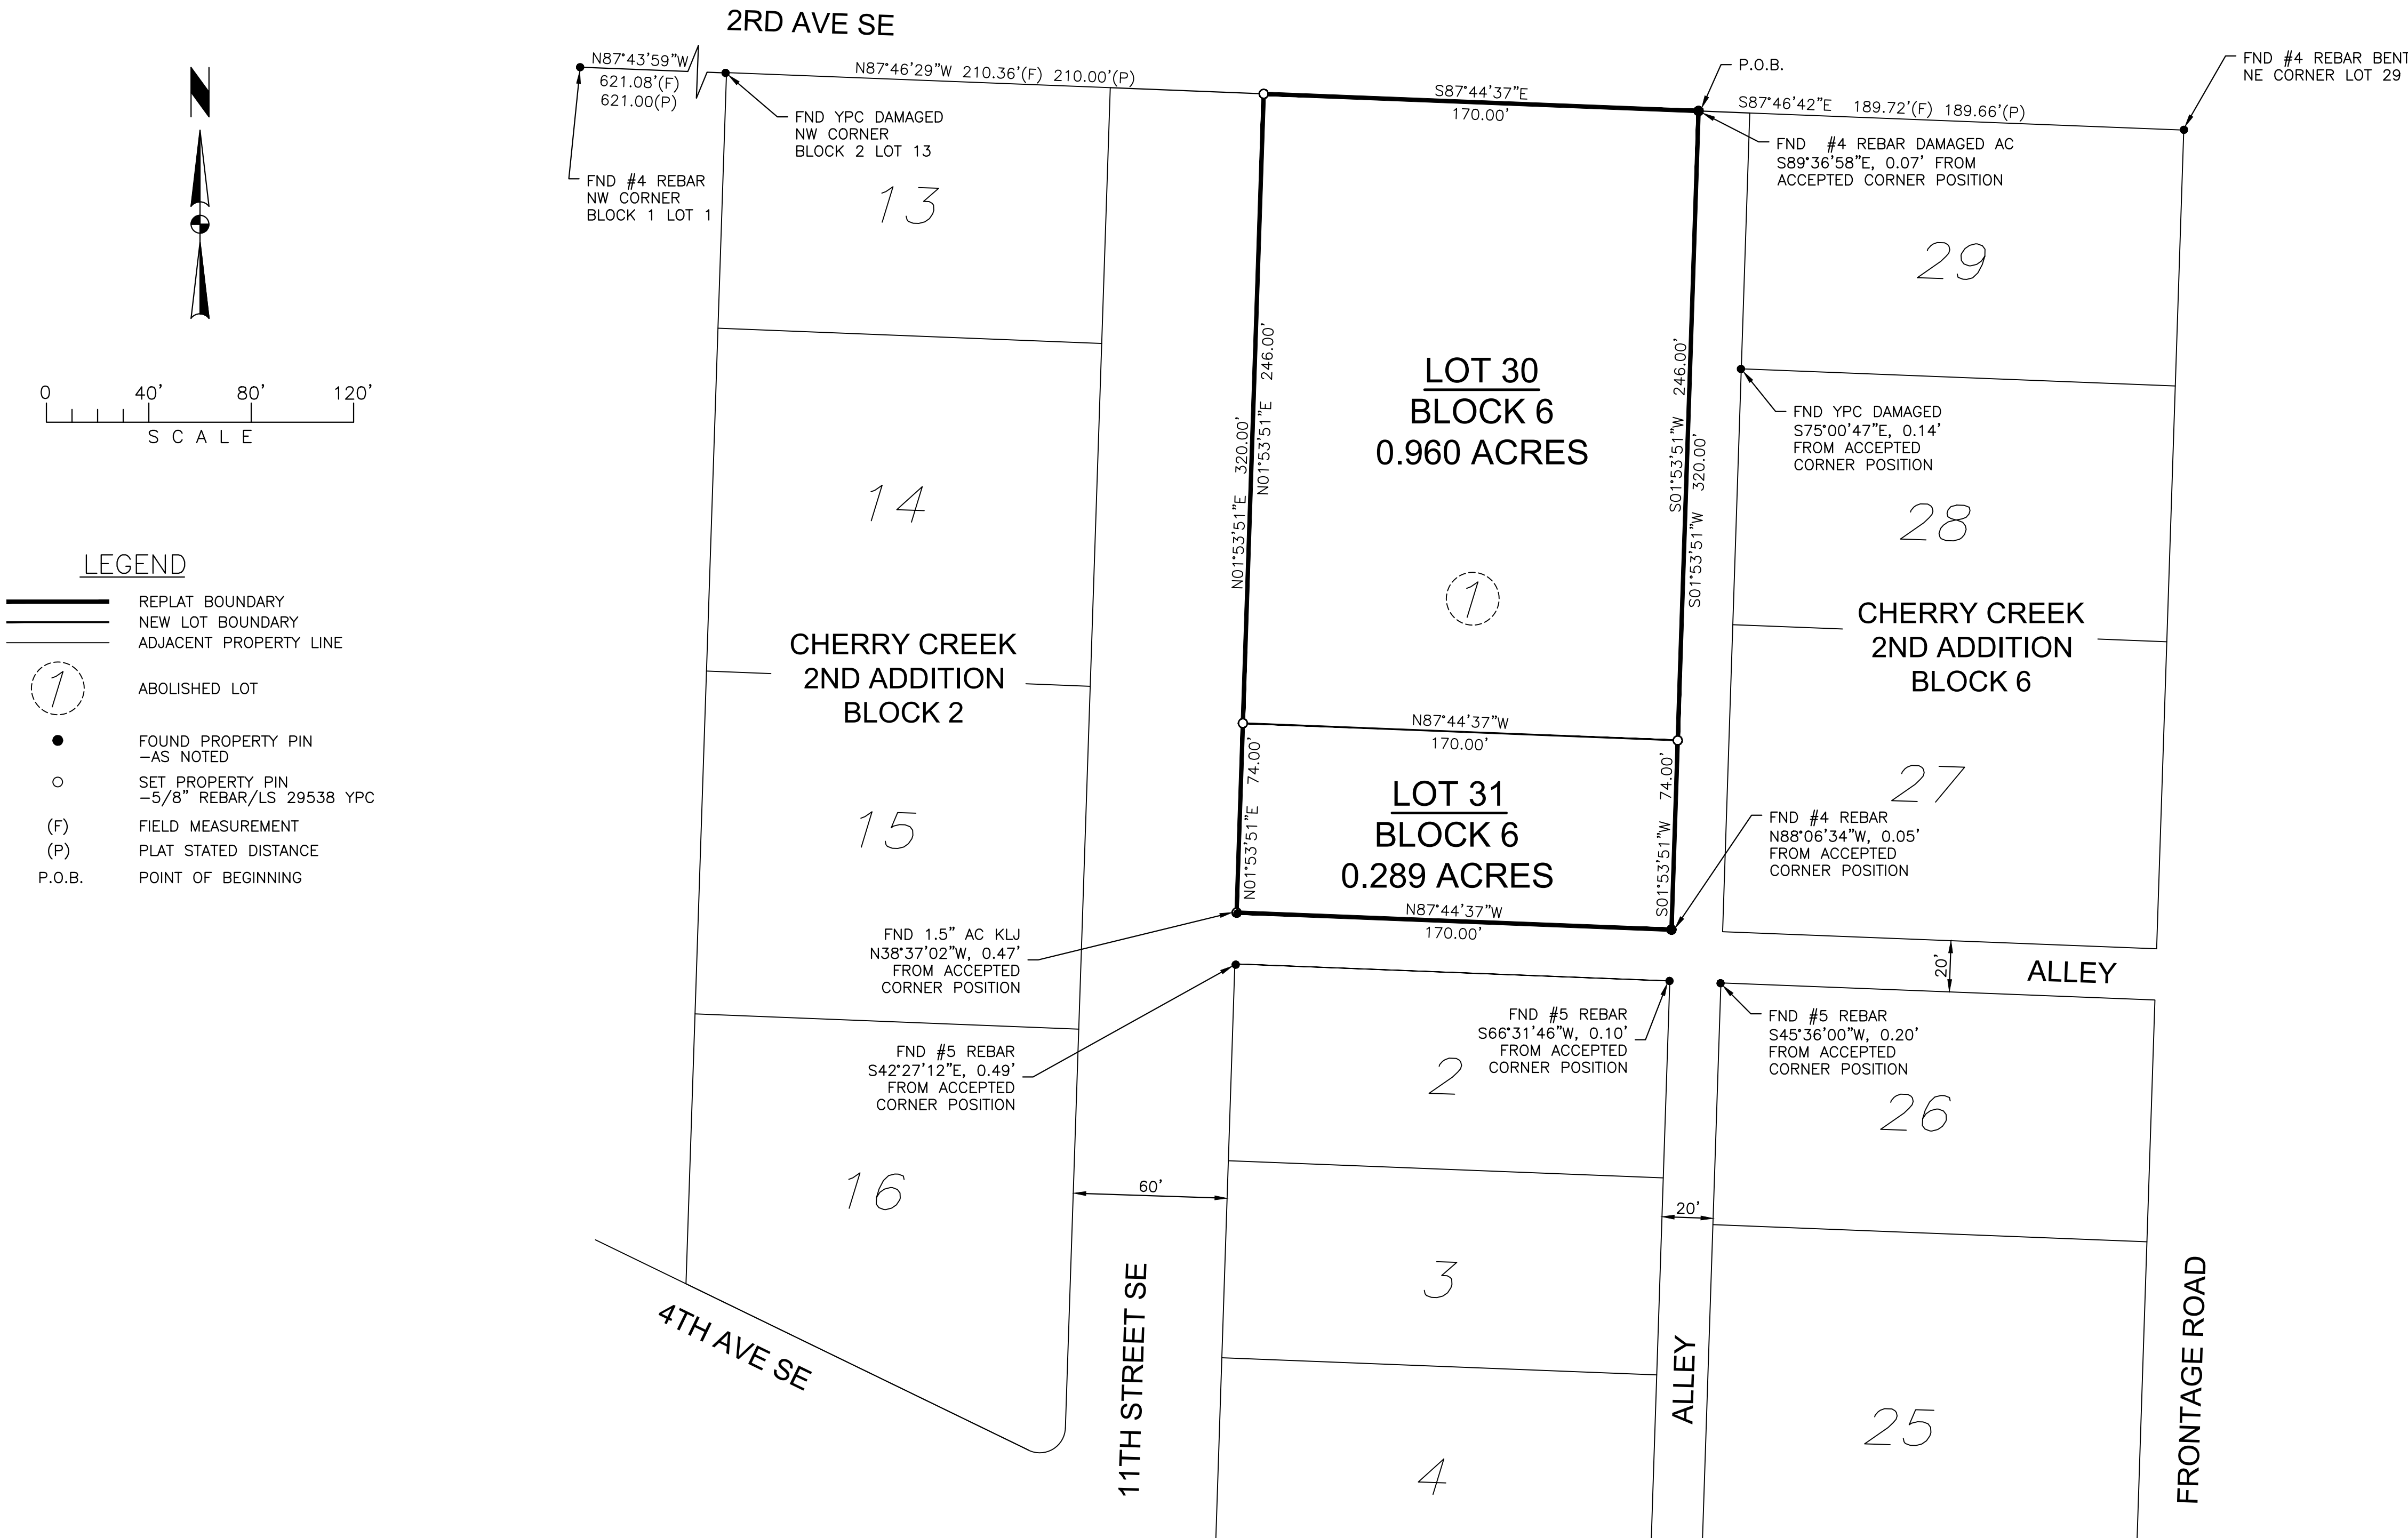 2RD AVE SE
N
N87°43'59"W
621.08'(F)
621.00(P)
N87°46'29"W 210.36'(F) 210.00'(P)
S87°44'37"E
170.00'
P.O.B.
S87°46'42"E 189.72'(F) 189.66'(P)
FND #4 REBAR BENT
NE CORNER LOT 29
FND YPC DAMAGED
NW CORNER
BLOCK 2 LOT 13
FND #4 REBAR
NW CORNER
BLOCK 1 LOT 1
FND #4 REBAR DAMAGED AC
S89°36'58"E, 0.07' FROM
ACCEPTED CORNER POSITION
13
29
0 40' 80' 120'
SCALE
N01°53'51"E 320.00'
N01°53'51"E 246.00'
LOT 30
BLOCK 6
0.960 ACRES
1
S01°53'51"W 246.00'
S01°53'51"W 320.00'
FND YPC DAMAGED
S75°00'47"E, 0.14'
FROM ACCEPTED
CORNER POSITION
14
28
LEGEND
REPLAT BOUNDARY
NEW LOT BOUNDARY
ADJACENT PROPERTY LINE
1
ABOLISHED LOT
FOUND PROPERTY PIN
-AS NOTED
SET PROPERTY PIN
-5/8" REBAR/LS 29538 YPC
(F) FIELD MEASUREMENT
(P) PLAT STATED DISTANCE
P.O.B. POINT OF BEGINNING
CHERRY CREEK
2ND ADDITION
BLOCK 2
CHERRY CREEK
2ND ADDITION
BLOCK 6
N87°44'37"W
170.00'
N01°53'51"E 74.00'
LOT 31
BLOCK 6
0.289 ACRES
S01°53'51"W 74.00'
N87°44'37"W
170.00'
15
27
FND #4 REBAR
N88°06'34"W, 0.05'
FROM ACCEPTED
CORNER POSITION
FND 1.5" AC KLJ
N38°37'02"W, 0.47'
FROM ACCEPTED
CORNER POSITION
20'
ALLEY
FND #5 REBAR
S42°27'12"E, 0.49'
FROM ACCEPTED
CORNER POSITION
FND #5 REBAR
S66°31'46"W, 0.10'
FROM ACCEPTED
CORNER POSITION
FND #5 REBAR
S45°36'00"W, 0.20'
FROM ACCEPTED
CORNER POSITION
2
26
16
60'
20'
3
4TH AVE SE
11TH STREET SE
ALLEY
FRONTAGE ROAD
25
4